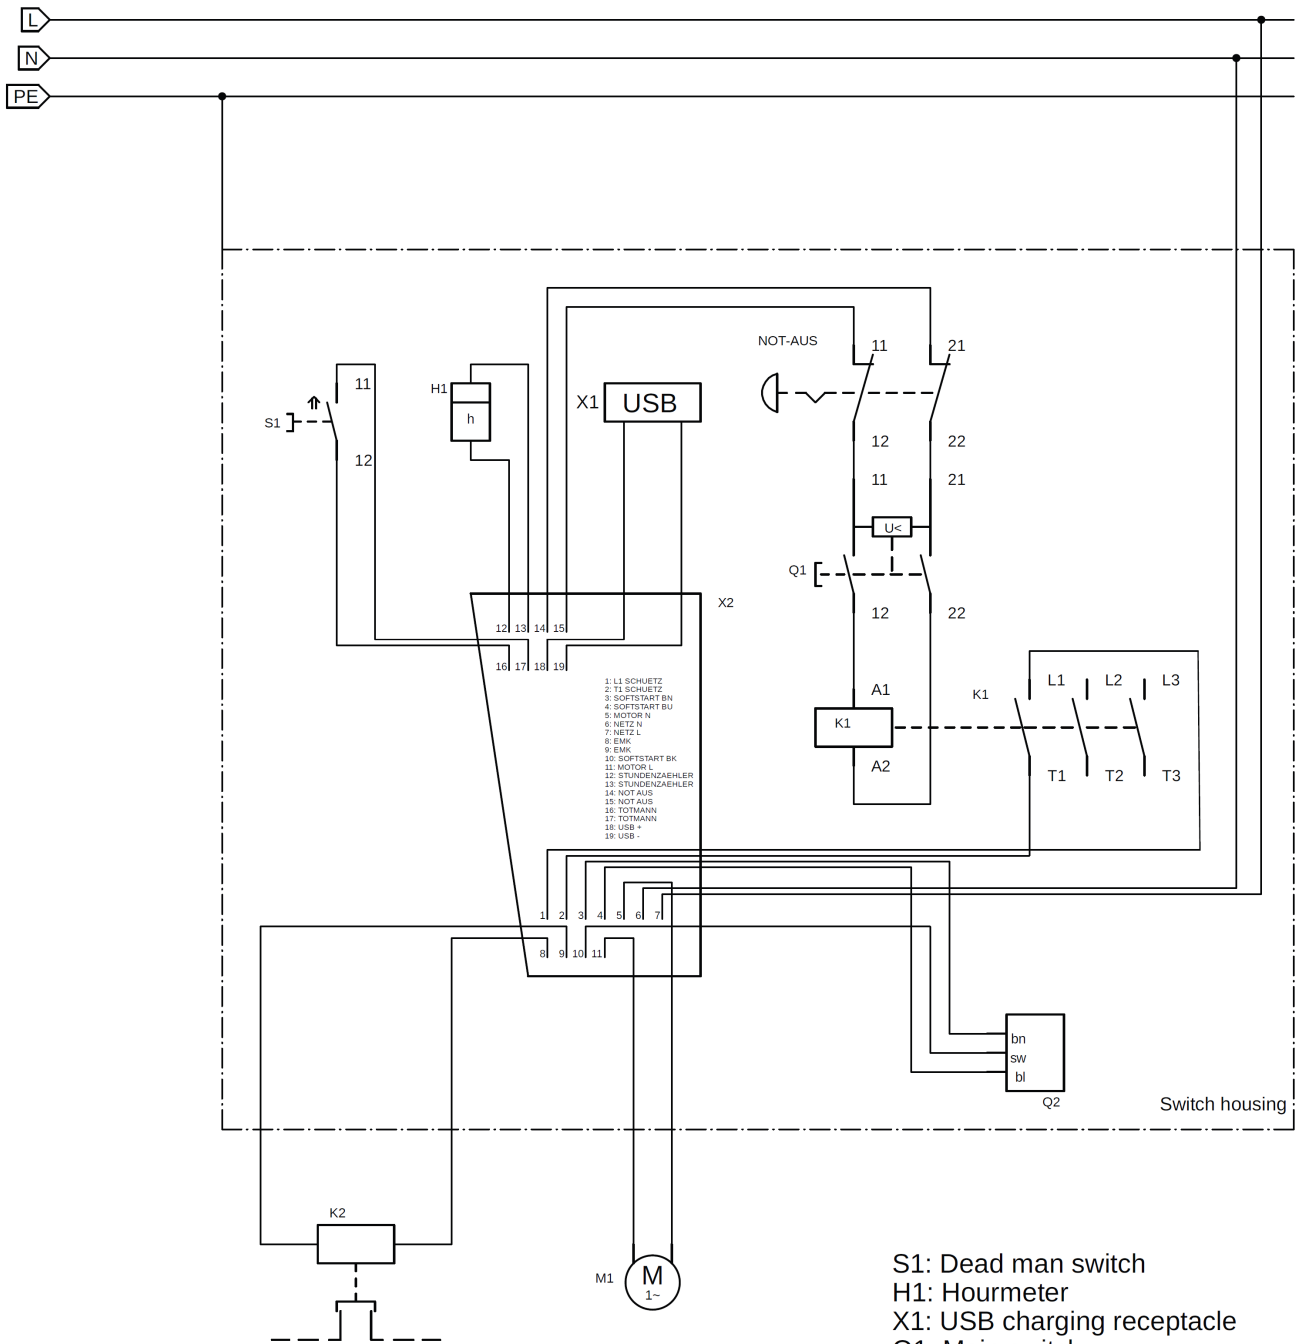 L
N
PE
NOT-AUS
11
21
11
H1
X1
USB
h
S1
12
12
22
11
21
U<
Q1
X2
12
22
12 13 14 15
16 17 18 19
1: L1 SCHUETZ
2: T1 SCHUETZ
3: SOFTSTART BN
4: SOFTSTART BU
5: MOTOR N
6: NETZ N
7: NETZ L
8: EMK
9: EMK
10: SOFTSTART BK
11: MOTOR L
12: STUNDENZAEHLER
13: STUNDENZAEHLER
14: NOT AUS
15: NOT AUS
16: TOTMANN
17: TOTMANN
18: USB +
19: USB -
A1
K1
A2
K1
L1
L2
L3
T1
T2
T3
1 2 3 4 5 6 7
8 9 10 11
bn
sw
bl
Q2
Switch housing
K2
M1
M
1~
S1: Dead man switch
H1: Hourmeter
X1: USB charging receptacle